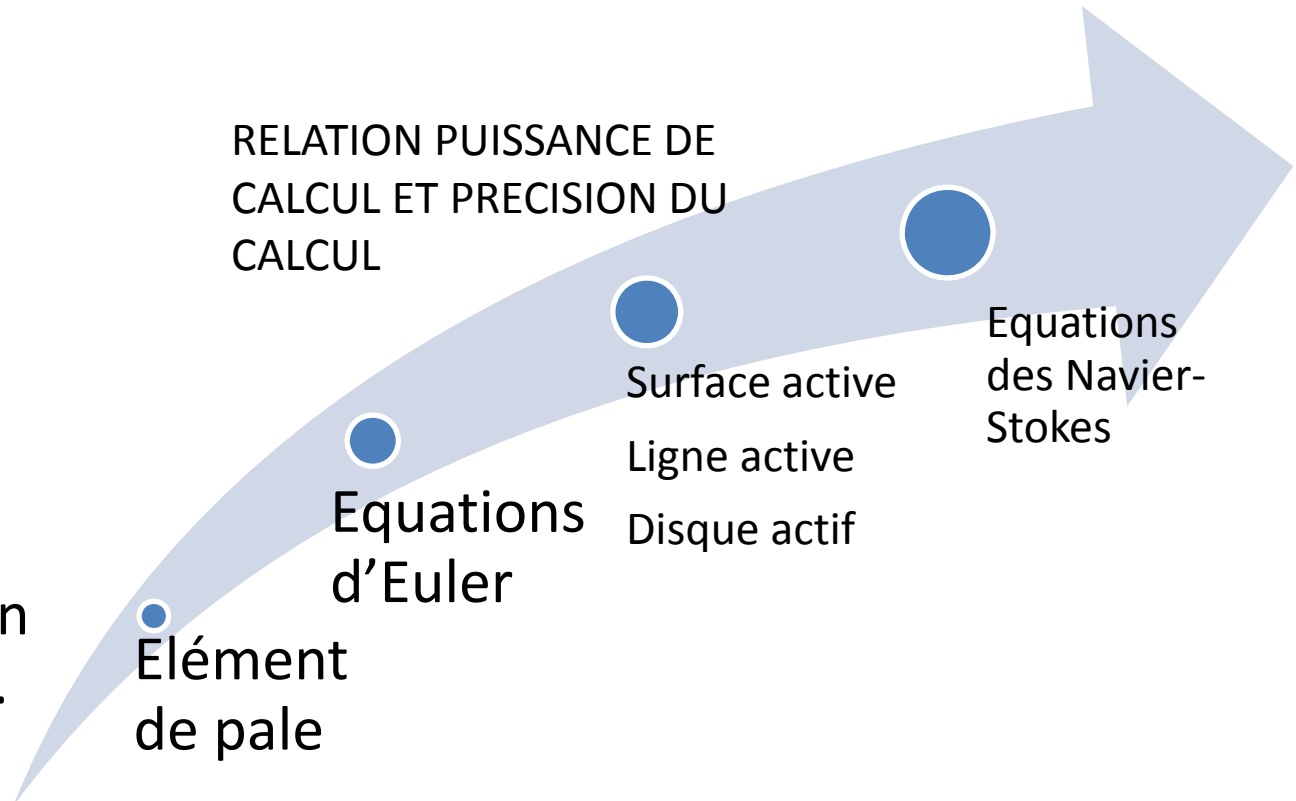 RELATION PUISSANCE DE
CALCUL ET PRECISION DU
CALCUL
Equations
des Navier-
Stokes
Surface active
Ligne active
Disque actif
Equations
d’Euler
Elément
de pale